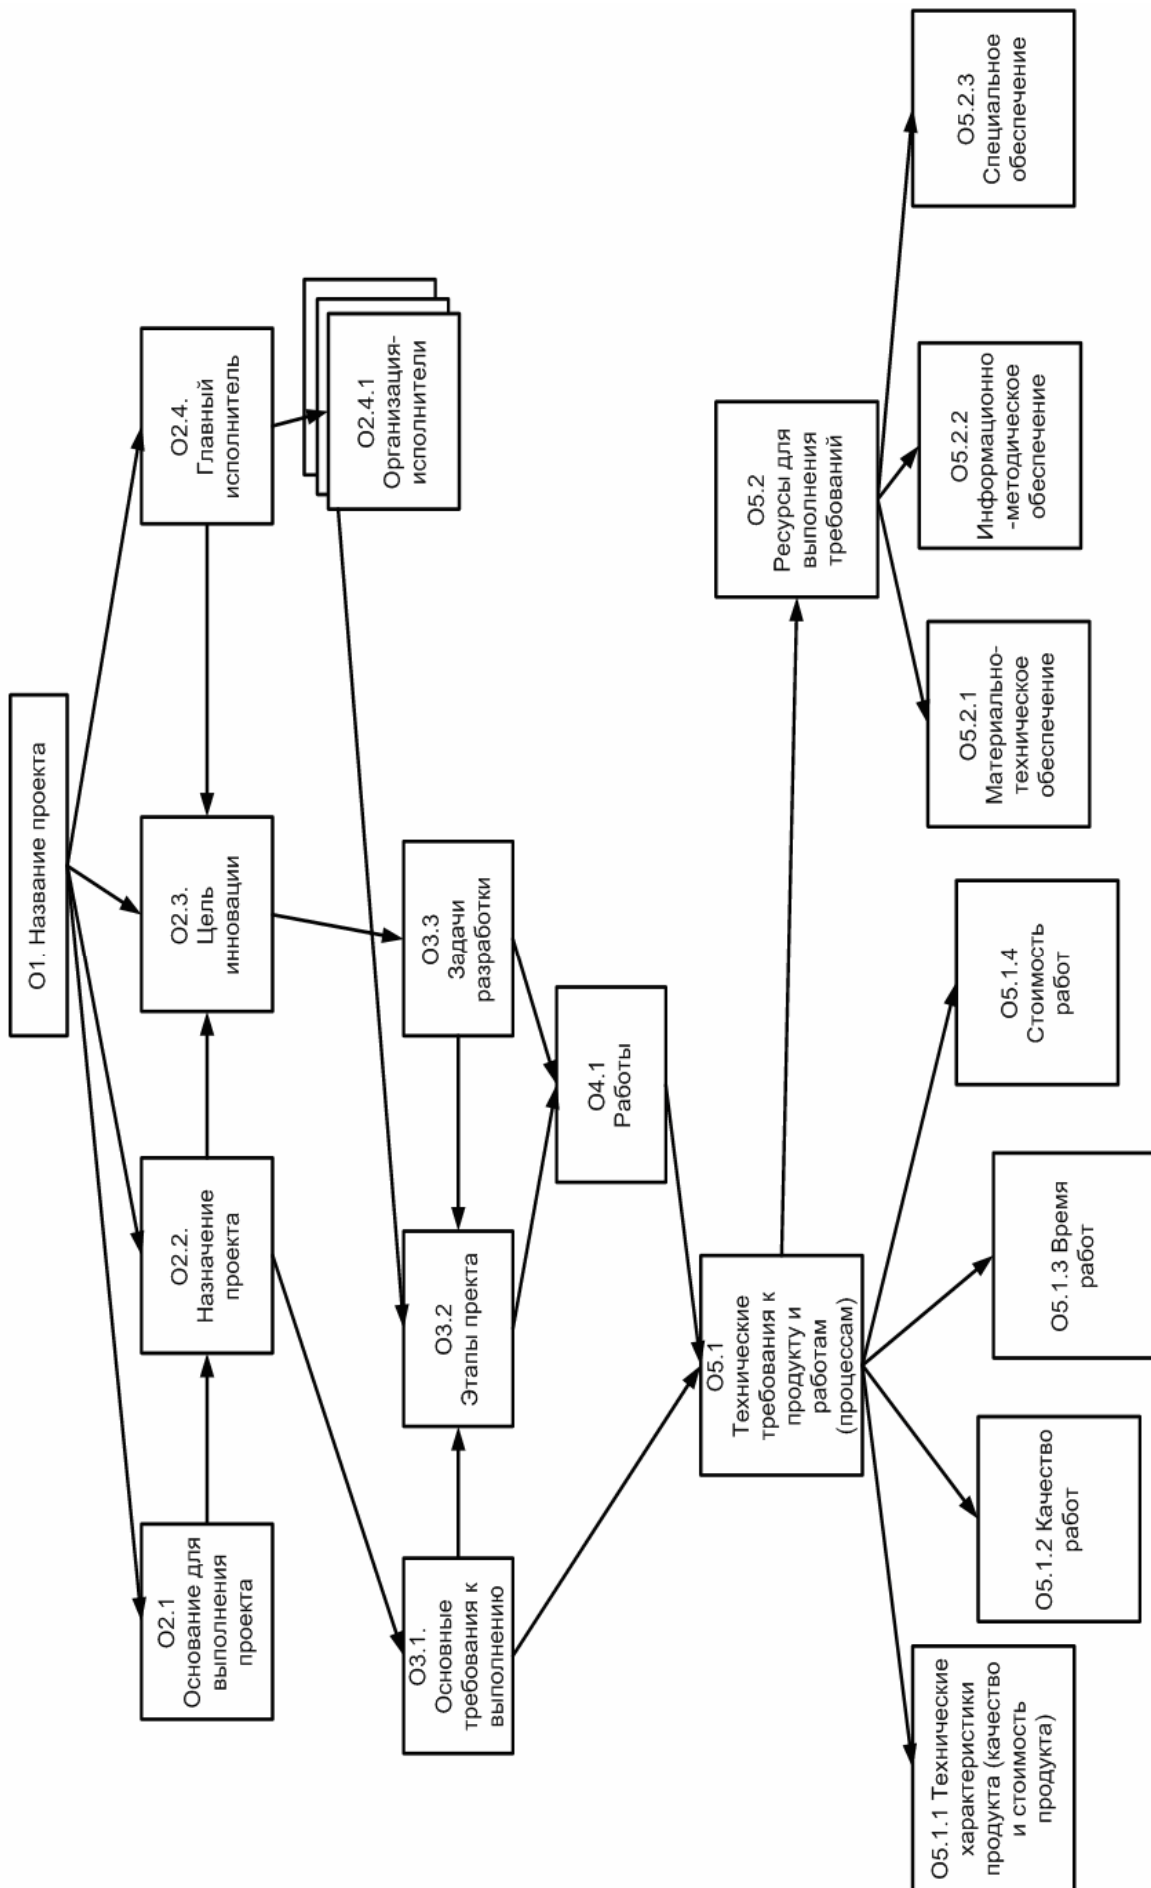 О1. Название проекта
О2.1
Основание для
выполнения
проекта
О2.2.
Назначение
проекта
О2.3.
Цель
инновации
О2.4.
Главный
исполнитель
О2.4.1
Организация-
исполнители
О3.1.
Основные
требования к
выполнению
О3.2
Этапы пректа
О3.3
Задачи
разработки
О4.1
Работы
О5.1
Технические
требования к
продукту и
работам
(процессам)
О5.2
Ресурсы для
выполнения
требований
О5.1.1 Технические
характеристики
продукта (качество
и стоимость
продукта)
О5.1.2 Качество
работ
О5.1.3 Время
работ
О5.1.4
Стоимость
работ
О5.2.1
Материально-
техническое
обеспечение
О5.2.2
Информационно
-методическое
обеспечение
О5.2.3
Специальное
обеспечение